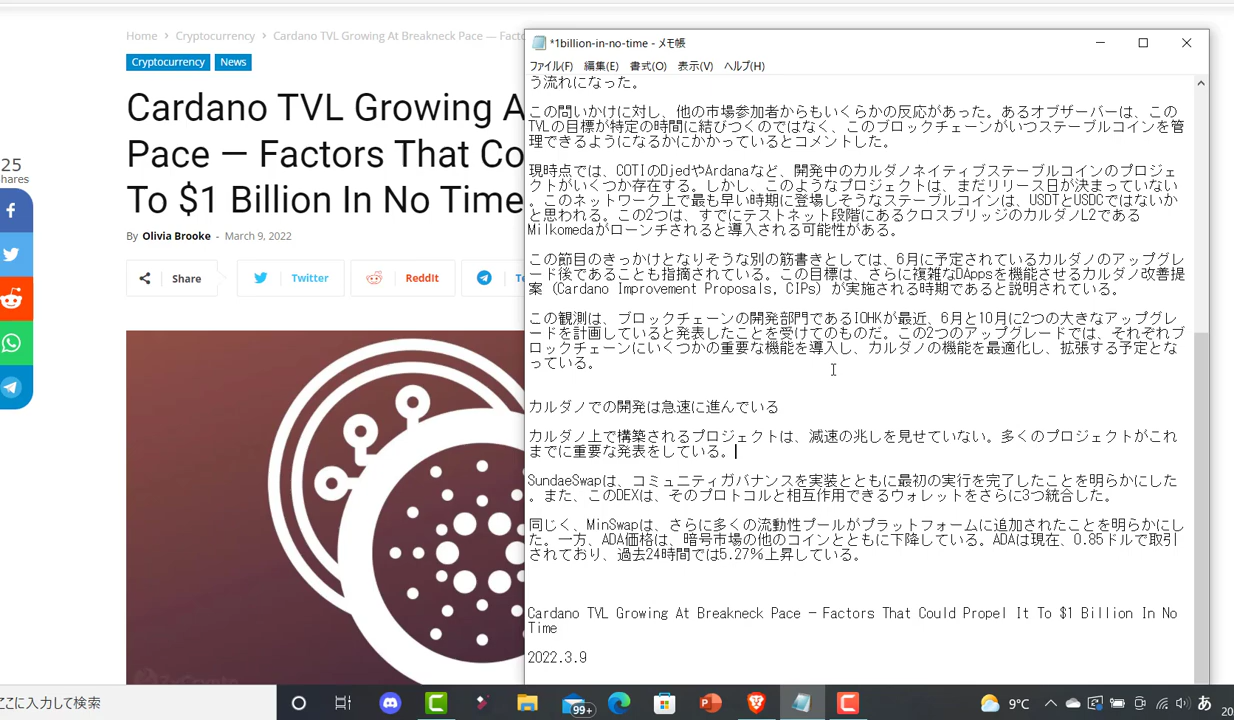 Home › Cryptocurrency › Cardano TVL Growing At Breakneck Pace — Facto
Cryptocurrency
News
Cardano TVL Growing A
Pace — Factors That Co
To $1 Billion In No Time
By Olivia Brooke - March 9, 2022
25
hares
Share
Twitter
ReddIt
Te
*1billion-in-no-time - メモ帳
ファイル(F) 編集(E) 書式(O) 表示(V) ヘルプ(H)
う流れになった。
この問いかけに対し、他の市場参加者からもいくらかの反応があった。あるオブザーバーは、この
TVLの目標が特定の時間に結びつくのではなく、このブロックチェーンがいつステーブルコインを管
理できるようになるかにかかっているとコメントした。
現時点では、COTIのDjedやArdanaなど、開発中のカルダノネイティブステーブルコインのプロジェ
クトがいくつか存在する。しかし、このようなプロジェクトは、まだリリース日が決まっていない
。このネットワーク上で最も早い時期に登場しそうなステーブルコインは、USDTとUSDCではないか
と思われる。この2つは、すでにテストネット段階にあるクロスブリッジのカルダノL2である
Milkomedaがローンチされると導入される可能性がある。
この節目のきっかけとなりそうな別の筋書きとしては、6月に予定されているカルダノのアップグレ
ード後であることも指摘されている。この目標は、さらに複雑なDAppsを機能させるカルダノ改善提
案（Cardano Improvement Proposals, CIPs）が実施される時期であると説明されている。
この観測は、ブロックチェーンの開発部門であるIOHKが最近、6月と10月に2つの大きなアップグレ
ードを計画していると発表したことを受けてのものだ。この2つのアップグレードでは、それぞれブ
ロックチェーンにいくつかの重要な機能を導入し、カルダノの機能を最適化し、拡張する予定とな
っている。
カルダノでの開発は急速に進んでいる
カルダノ上で構築されるプロジェクトは、減速の兆しを見せていない。多くのプロジェクトがこれ
までに重要な発表をしている。
SundaeSwapは、コミュニティガバナンスを実装とともに最初の実行を完了したことを明らかにした
。また、このDEXは、そのプロトコルと相互作用できるウォレットをさらに3つ統合した。
同じく、MinSwapは、さらに多くの流動性プールがプラットフォームに追加されたことを明らかにし
た。一方、ADA価格は、暗号市場の他のコインとともに下降している。ADAは現在、0.85ドルで取引
されており、過去24時間では5.27%上昇している。
Cardano TVL Growing At Breakneck Pace – Factors That Could Propel It To $1 Billion In No
Time
2022.3.9
ここに入力して検索
99+
9℃
あ
20